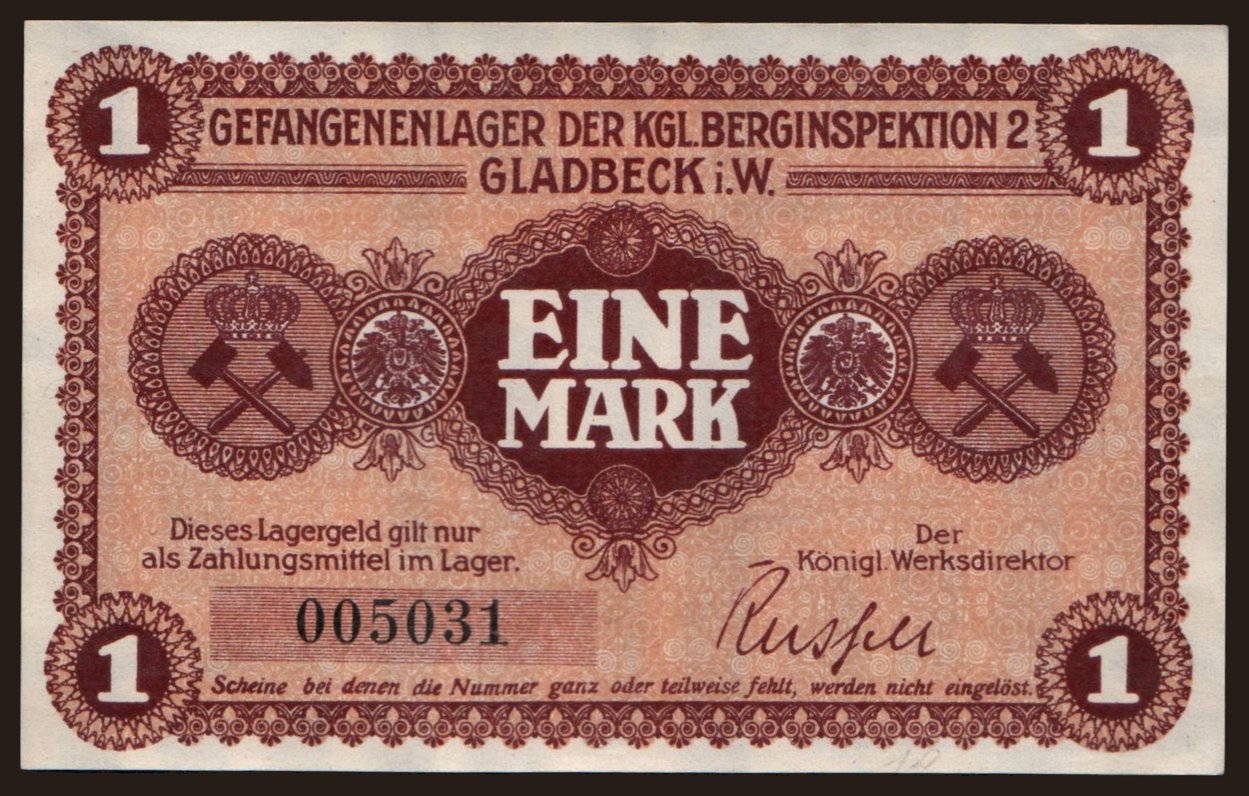 1
1
GEFANGENENLAGER DER KGL. BERGINSPEKTION 2
GLADBECK i.W.
EINE
MARK
Dieses Lagergeld gilt nur
als Zahlungsmittel im Lager.
Der
Königl. Werksdirektor
005031
1
1
Scheine bei denen die Nummer ganz oder teilweise fehlt, werden nicht eingelöst.